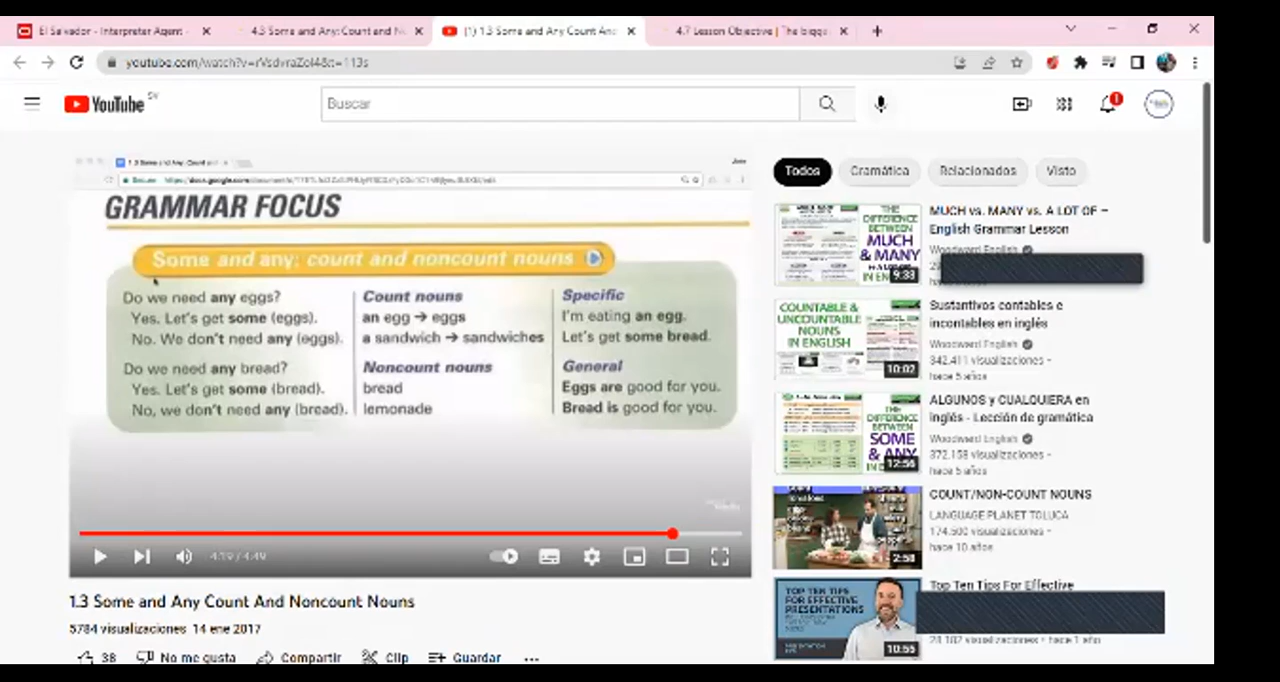 El Salvador - Interpreter Agent
4.3 Some and Any: Count and N
(1) 1.3 Some and Any Count And
4.7 Lesson Objective | The bigge
YouTube SV
Buscar
1
1.3 Some and Any: Count and
GRAMMAR FOCUS
Some and any; count and noncount nouns
Do we need any eggs?
Yes. Let's get some (eggs).
No. We don't need any (eggs).
Do we need any bread?
Yes. Let's get some (bread).
No, we don't need any (bread).
Count nouns
an egg → eggs
a sandwich → sandwiches
Noncount nouns
bread
lemonade
Specific
I'm eating an egg.
Let's get some bread.
General
Eggs are good for you.
Bread is good for you.
4:19 / 4:49
1.3 Some and Any Count And Noncount Nouns
5784 visualizaciones 14 ene 2017
38
No me gusta
Compartir
Clip
Guardar
Todos
Gramática
Relacionados
Visto
THE
DIFFERENCE
BETWEEN
MUCH
& MANY
9:33
MUCH vs. MANY vs. A LOT OF –
English Grammar Lesson
Woodward English
COUNTABLE &
UNCOUNTABLE
NOUNS
IN ENGLISH
10:02
Sustantivos contables e
incontables en inglés
Woodward English
342.411 visualizaciones •
hace 5 años
THE
DIFFERENCE
BETWEEN
SOME
& ANY
12:56
ALGUNOS y CUALQUIERA en
inglés - Lección de gramática
Woodward English
372.158 visualizaciones •
hace 5 años
2:58
COUNT/NON-COUNT NOUNS
LANGUAGE PLANET TOLUCA
174.500 visualizaciones •
hace 10 años
TOP TEN TIPS
FOR EFFECTIVE
PRESENTATIONS
10:55
Top Ten Tips For Effective